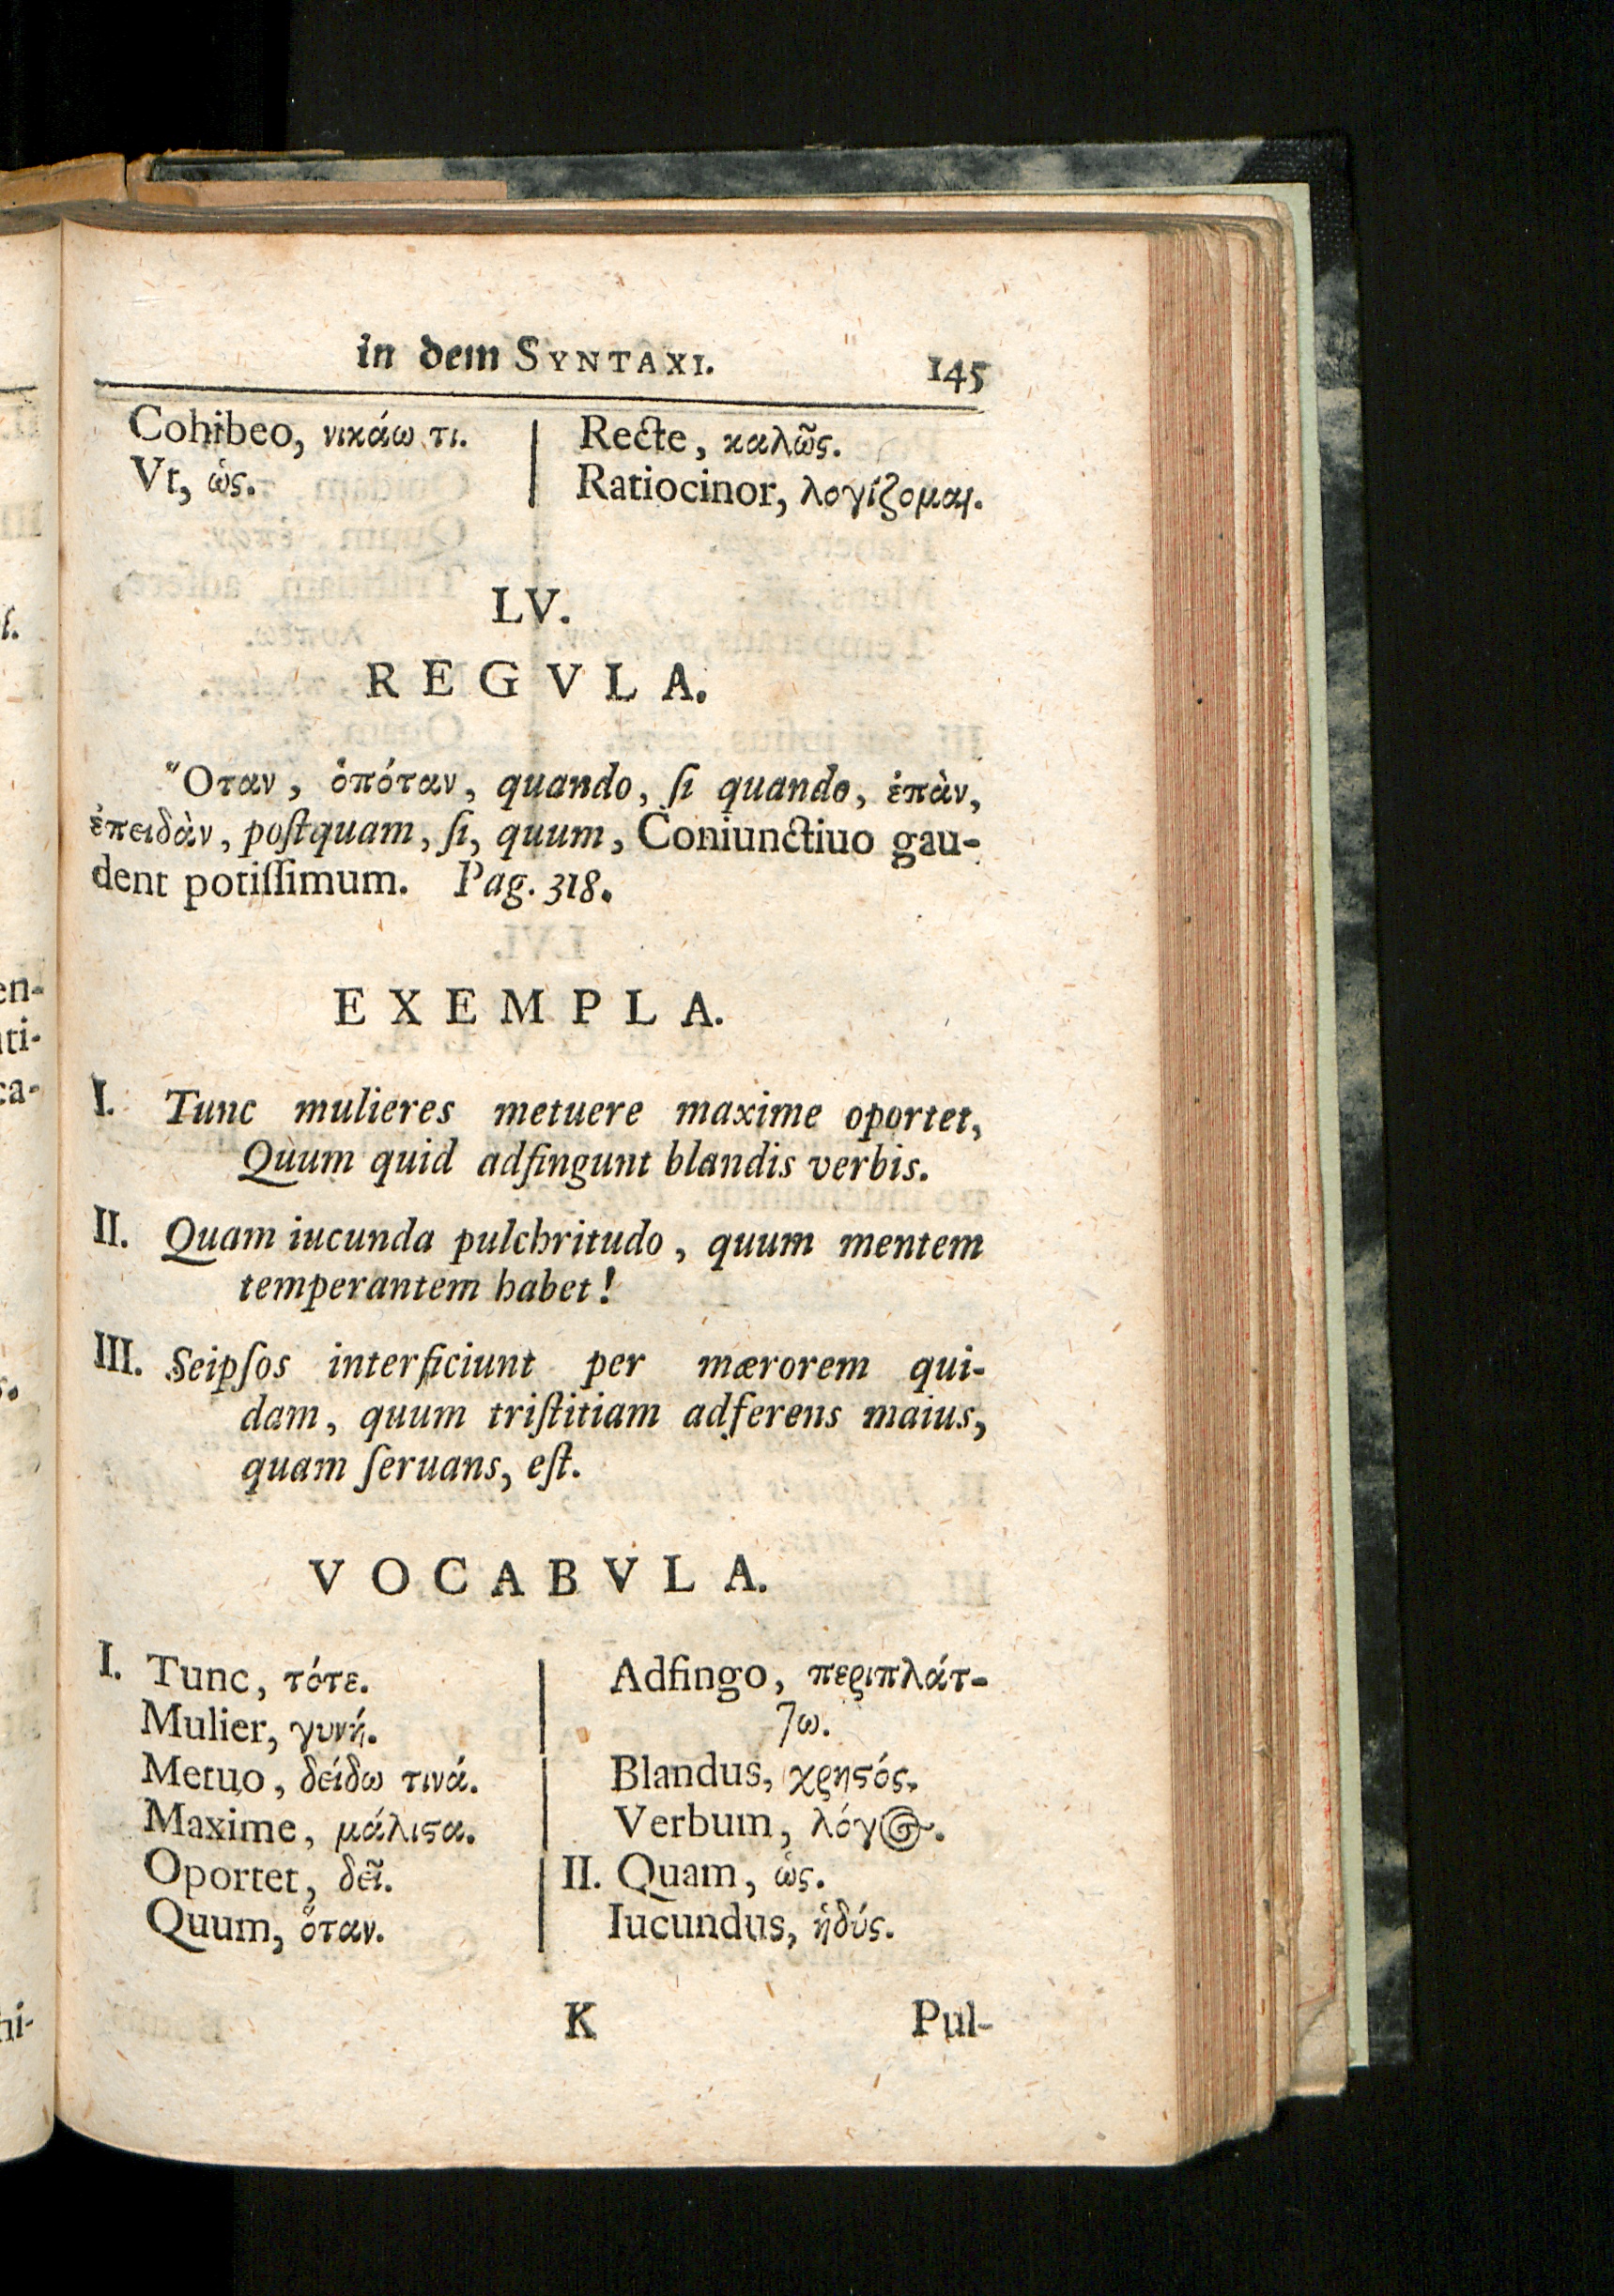 in dem SYNTAXI. 145
Cohibeo, νικάω τι.
Vt, ὡς.
Recte, καλῶς.
Ratiocinor, λογίζομαι.
LV.
REGVLA.
Ὅταν, ὁπόταν, quando, ſi quando, ἐπὰν,
ἐπειδὰν, poſtquam, ſi, quum, Coniunctiuo gau-
dent potiſſimum. Pag. 318.
EXEMPLA.
I. Tunc mulieres metuere maxime oportet,
Quum quid adfingunt blandis verbis.
II. Quam iucunda pulchritudo, quum mentem
temperantem habet!
III. Seipſos interficiunt per mærorem qui-
dam, quum triſtitiam adferens maius,
quam ſeruans, eſt.
VOCABVLA.
I. Tunc, τότε.
Mulier, γυνή.
Metuo, δείδω τινά.
Maxime, μάλιϛα.
Oportet, δεῖ.
Quum, ὅταν.
Adfingo, περιπλάτ-
τω.
Blandus, χρηϛός.
Verbum, λόγος.
II. Quam, ὡς.
Iucundus, ἡδύς.
K Pul-